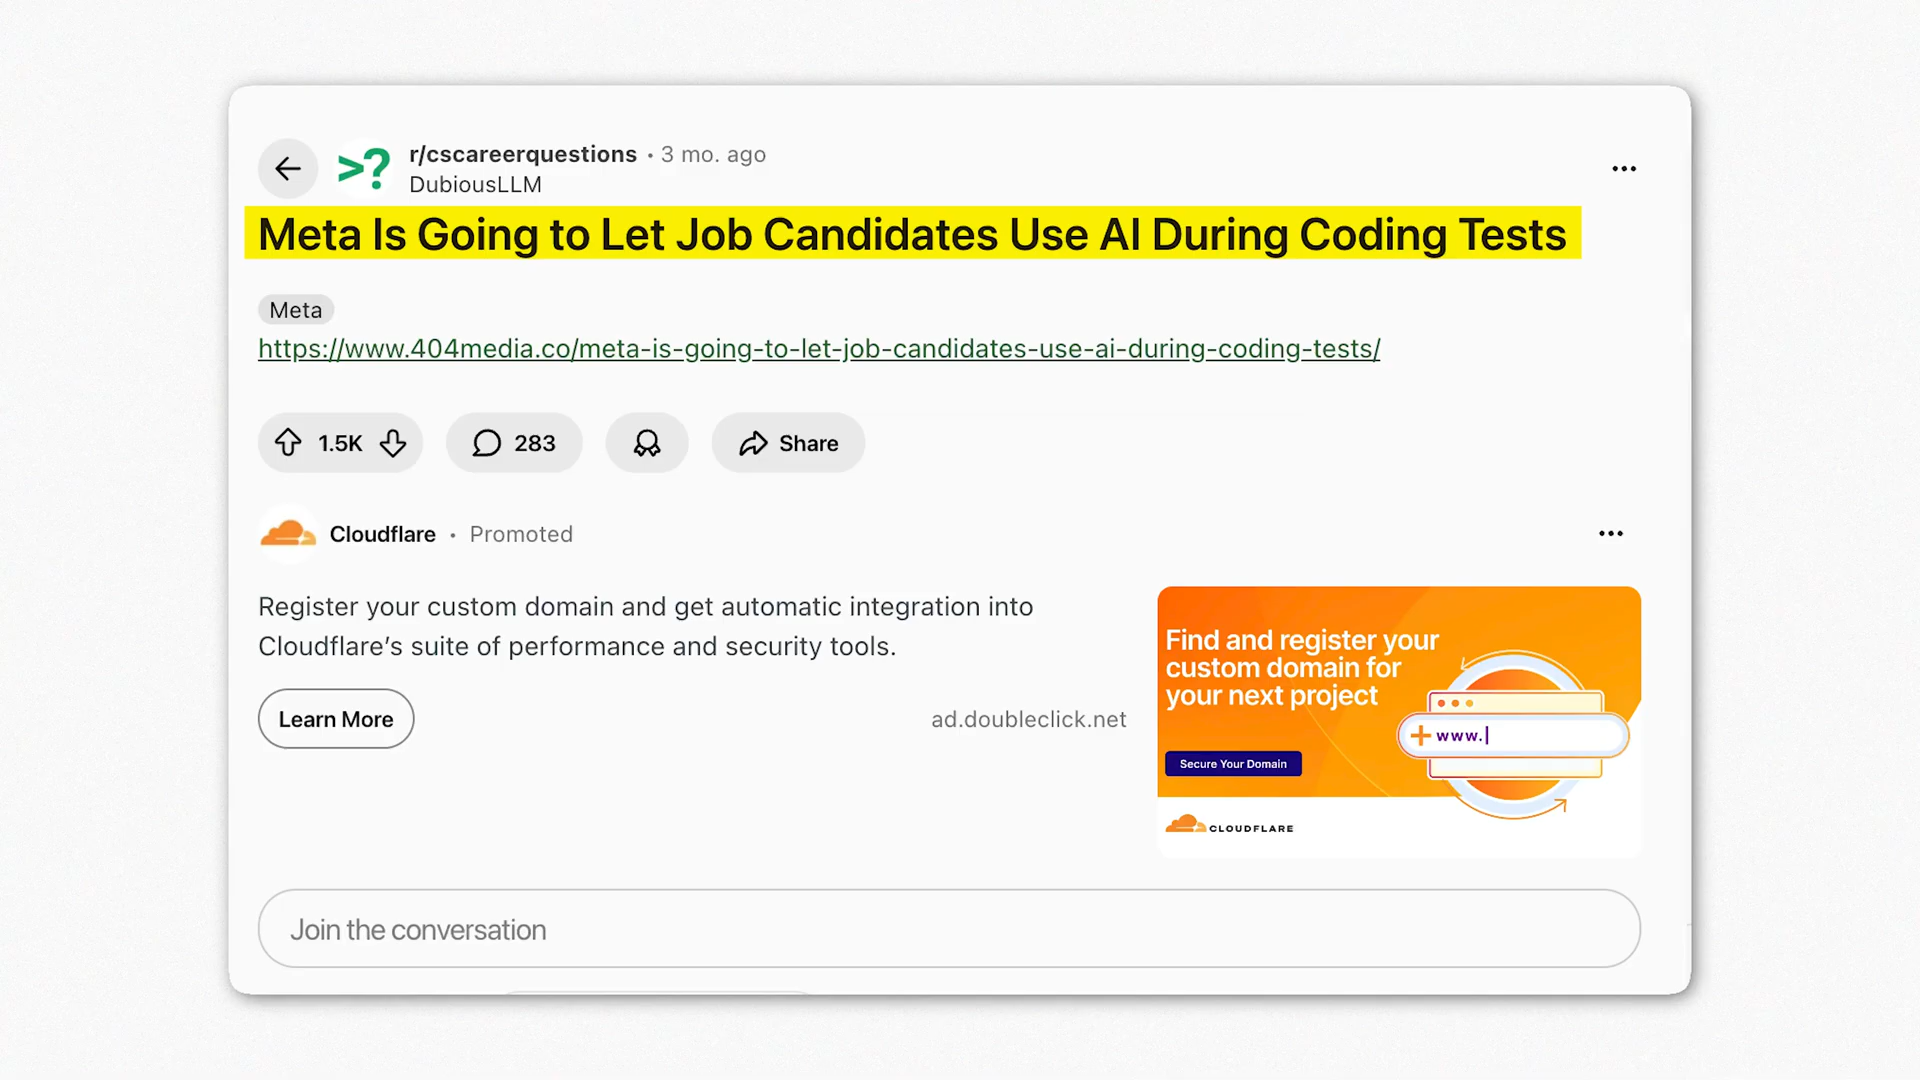 r/cscareerquestions • 3 mo. ago
DubiousLLM
Meta Is Going to Let Job Candidates Use AI During Coding Tests
Meta
https://www.404media.co/meta-is-going-to-let-job-candidates-use-ai-during-coding-tests/
1.5K
283
Share
Cloudflare • Promoted
Register your custom domain and get automatic integration into
Cloudflare’s suite of performance and security tools.
Learn More
ad.doubleclick.net
Find and register your
custom domain for
your next project
www.
Secure Your Domain
CLOUDFLARE
Join the conversation